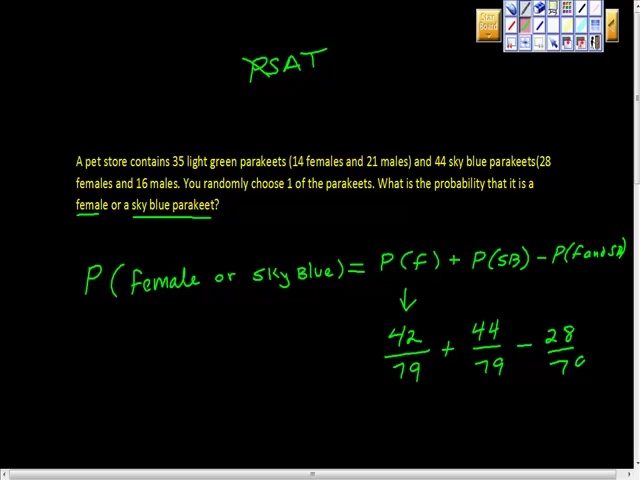 Star
Board
PSAT
A pet store contains 35 light green parakeets (14 females and 21 males) and 44 sky blue parakeets(28
females and 16 males. You randomly choose 1 of the parakeets. What is the probability that it is a
female or a sky blue parakeet?
P(female or sky Blue) = P(F) + P(SB) - P(F and SB)
↓
42/79 + 44/79 - 28/79